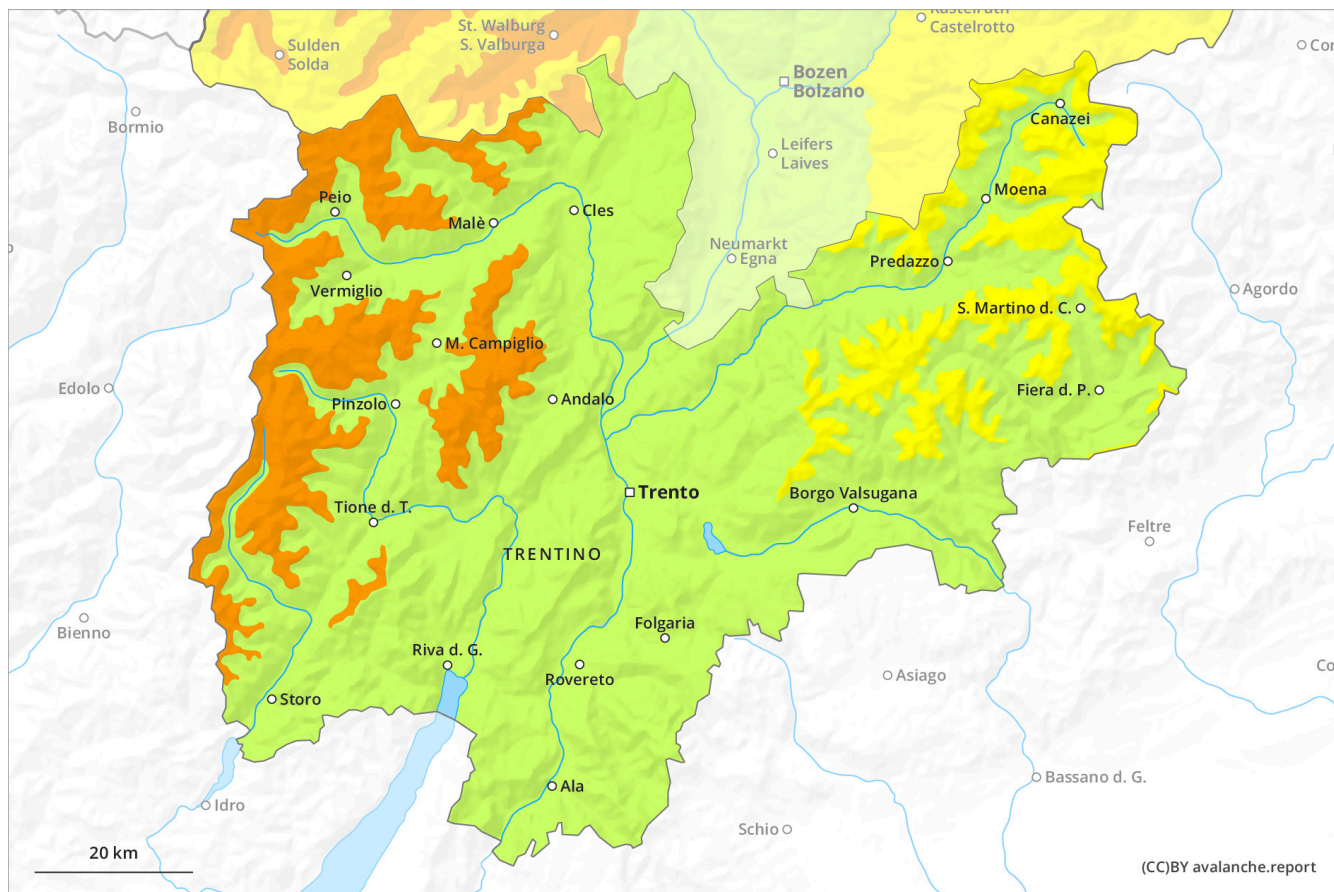 Kastelruth
Castelrotto
St. Walburg
S. Valburga
Sulden
Solda
Bozen
Bolzano
Bormio
Canazei
Leifers
Laives
Moena
Peio
Cles
Malè
Neumarkt
Egna
Predazzo
Vermiglio
Agordo
S. Martino d. C.
M. Campiglio
Edolo
Fiera d. P.
Pinzolo
Andalo
Trento
Borgo Valsugana
Tione d. T.
Feltre
TRENTINO
Bienno
Folgaria
Riva d. G.
Rovereto
Asiago
Storo
Ala
Bassano d. G.
Idro
Schio
20 km
(CC)BY avalanche.report